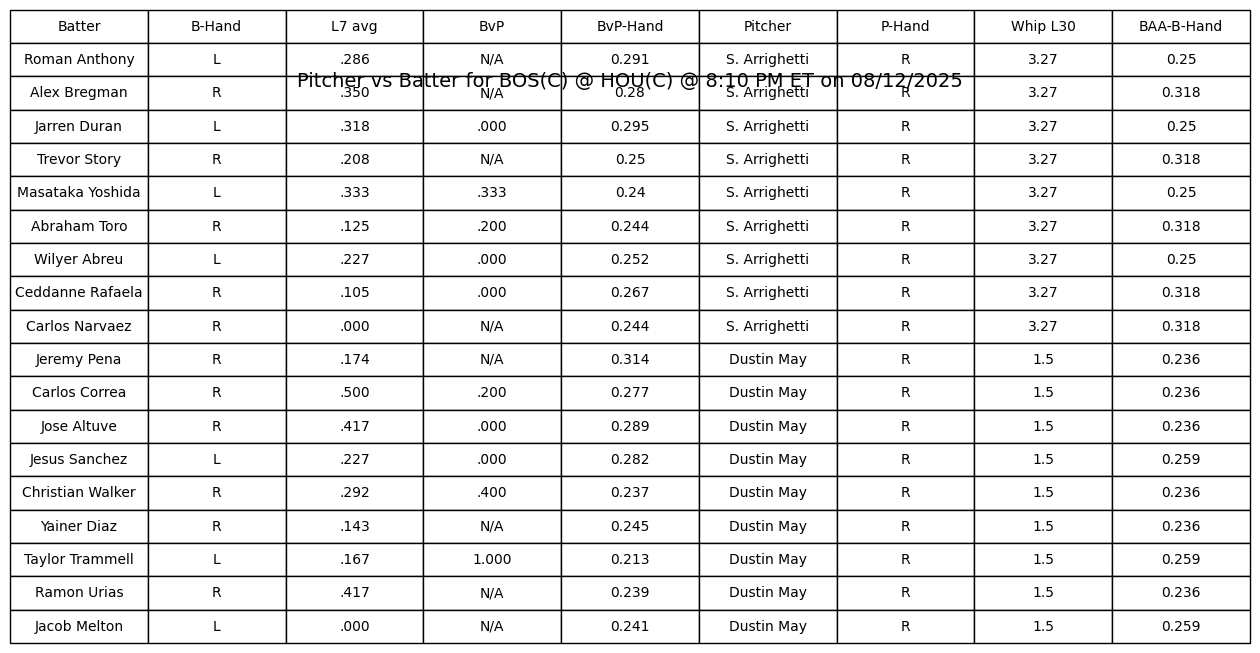 Batter B-Hand L7 avg BvP BvP-Hand Pitcher P-Hand Whip L30 BAA-B-Hand
Roman Anthony L .286 N/A 0.291 S. Arrighetti R 3.27 0.25
Pitcher vs Batter for BOS(C) @ HOU(C) @ 8:10 PM ET on 08/12/2025
Alex Bregman R .350 N/A 0.28 S. Arrighetti R 3.27 0.318
Jarren Duran L .318 .000 0.295 S. Arrighetti R 3.27 0.25
Trevor Story R .208 N/A 0.25 S. Arrighetti R 3.27 0.318
Masataka Yoshida L .333 .333 0.24 S. Arrighetti R 3.27 0.25
Abraham Toro R .125 .200 0.244 S. Arrighetti R 3.27 0.318
Wilyer Abreu L .227 .000 0.252 S. Arrighetti R 3.27 0.25
Ceddanne Rafaela R .105 .000 0.267 S. Arrighetti R 3.27 0.318
Carlos Narvaez R .000 N/A 0.244 S. Arrighetti R 3.27 0.318
Jeremy Pena R .174 N/A 0.314 Dustin May R 1.5 0.236
Carlos Correa R .500 .200 0.277 Dustin May R 1.5 0.236
Jose Altuve R .417 .000 0.289 Dustin May R 1.5 0.236
Jesus Sanchez L .227 .000 0.282 Dustin May R 1.5 0.259
Christian Walker R .292 .400 0.237 Dustin May R 1.5 0.236
Yainer Diaz R .143 N/A 0.245 Dustin May R 1.5 0.236
Taylor Trammell L .167 1.000 0.213 Dustin May R 1.5 0.259
Ramon Urias R .417 N/A 0.239 Dustin May R 1.5 0.236
Jacob Melton L .000 N/A 0.241 Dustin May R 1.5 0.259